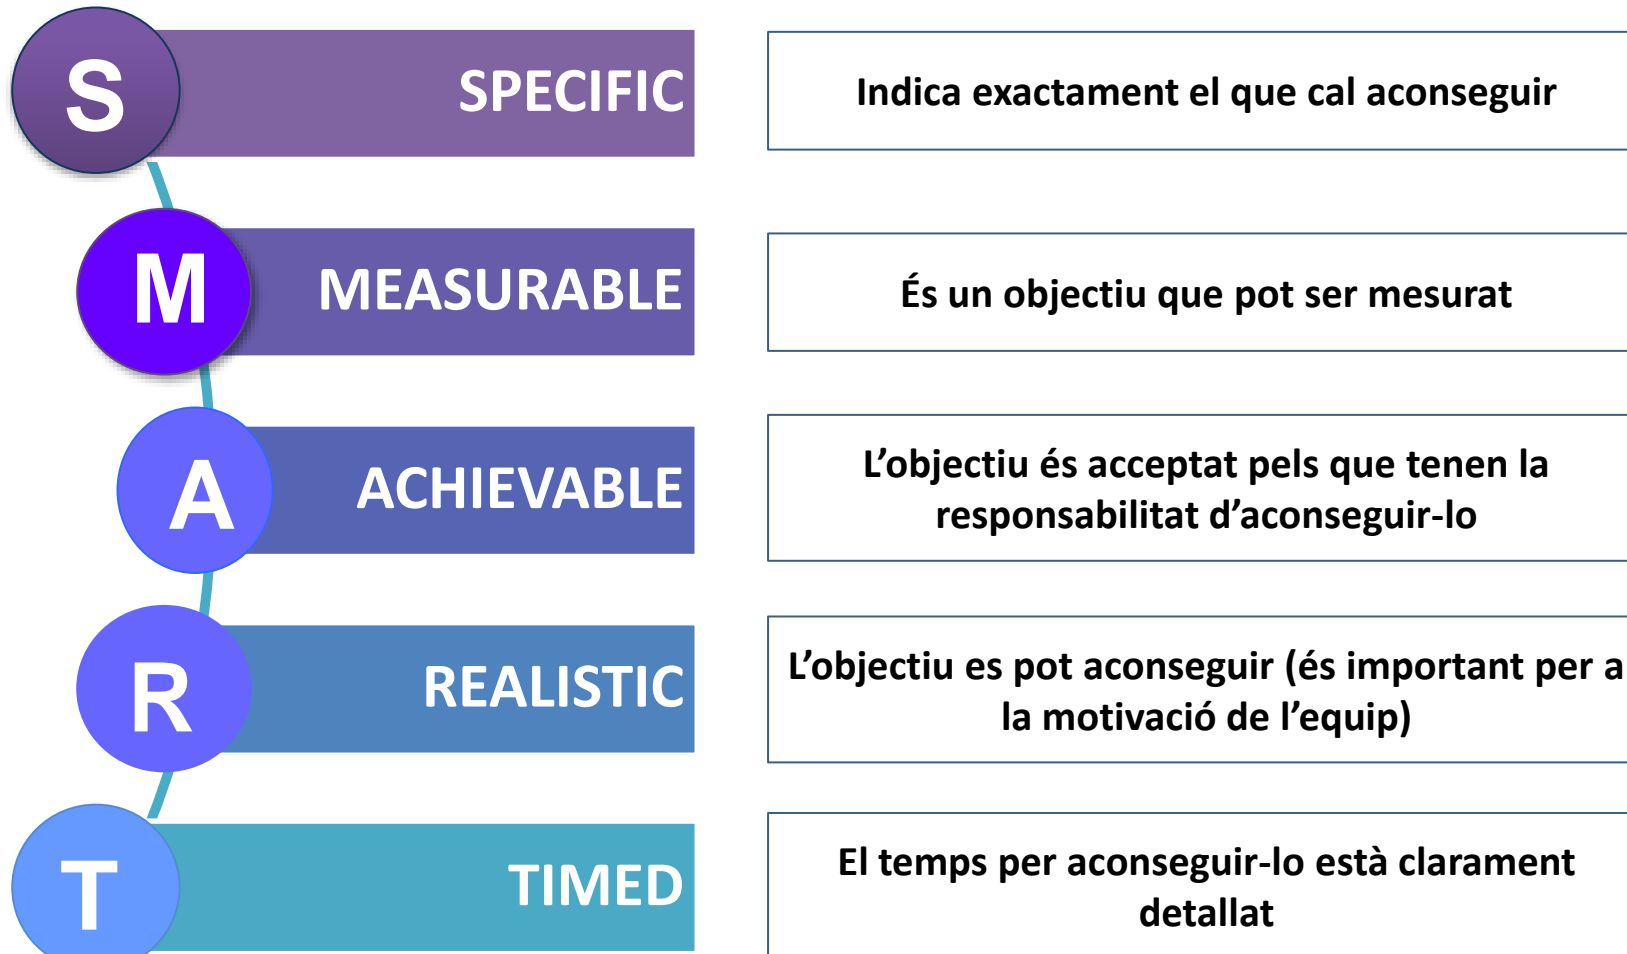 S
SPECIFIC
Indica exactament el que cal aconseguir
M
MEASURABLE
És un objectiu que pot ser mesurat
A
ACHIEVABLE
L’objectiu és acceptat pels que tenen la
responsabilitat d’aconseguir-lo
R
REALISTIC
L’objectiu es pot aconseguir (és important per a
la motivació de l’equip)
T
TIMED
El temps per aconseguir-lo està clarament
detallat